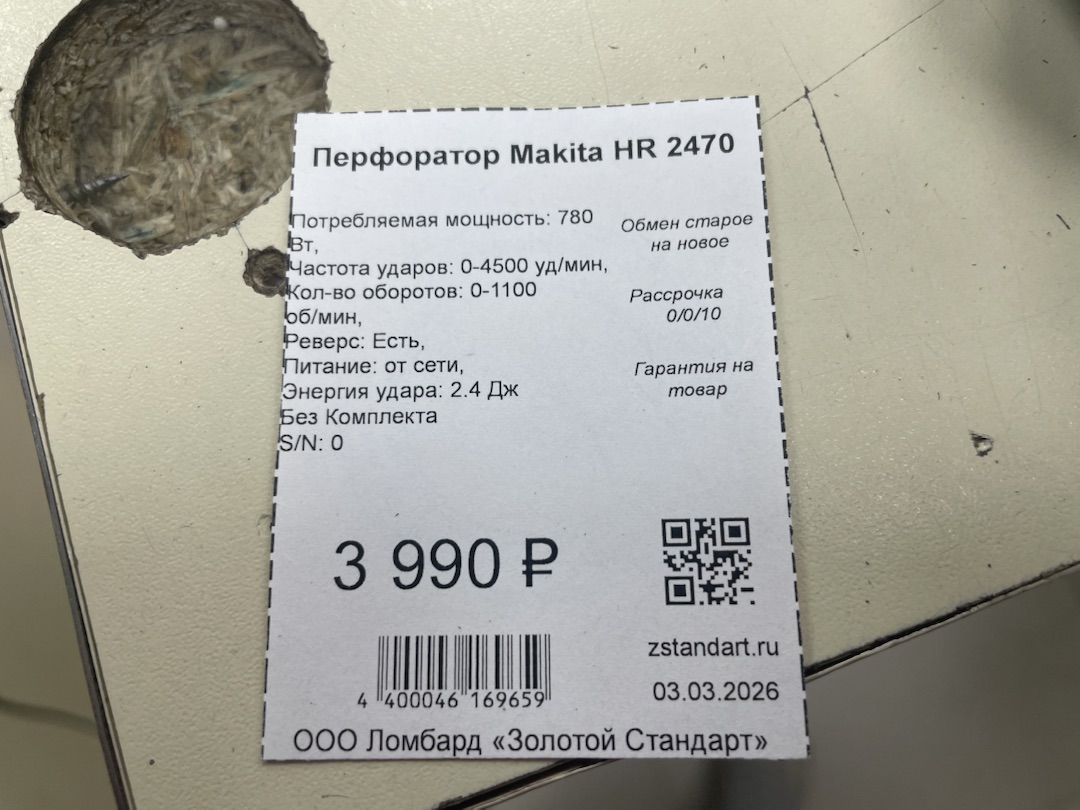 Перфоратор Makita HR 2470
Потребляемая мощность: 780
Вт,
Частота ударов: 0-4500 уд/мин,
Кол-во оборотов: 0-1100
об/мин,
Реверс: Есть,
Питание: от сети,
Энергия удара: 2.4 Дж
Без Комплекта
S/N: 0
Обмен старое
на новое
Рассрочка
0/0/10
Гарантия на
товар
3 990 ₽
4 400046 169659
zstandart.ru
03.03.2026
ООО Ломбард «Золотой Стандарт»